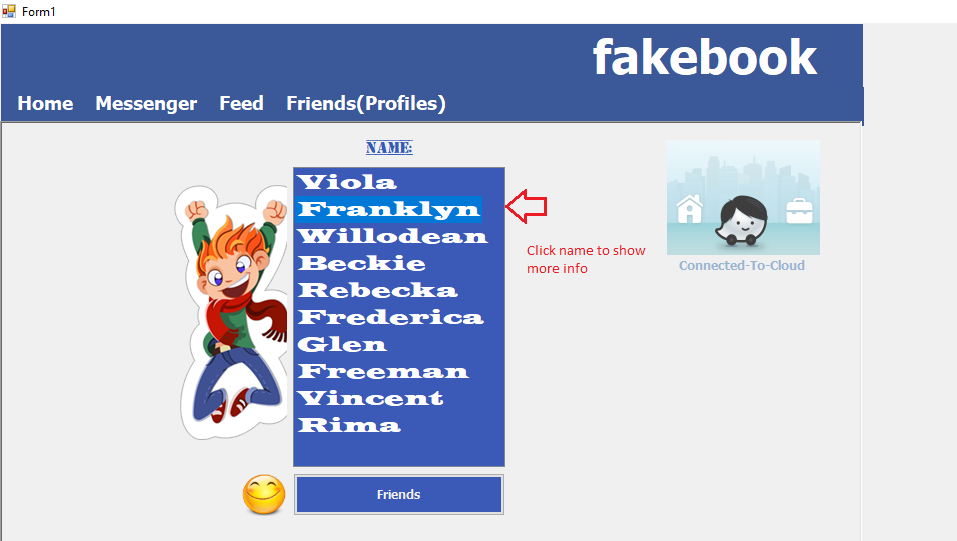 Form1
fakebook
Home Messenger Feed Friends(Profiles)
NAME:
Viola
Franklyn
Willodean
Beckie
Rebecka
Frederica
Glen
Freeman
Vincent
Rima
Click name to show
more info
Connected-To-Cloud
Friends